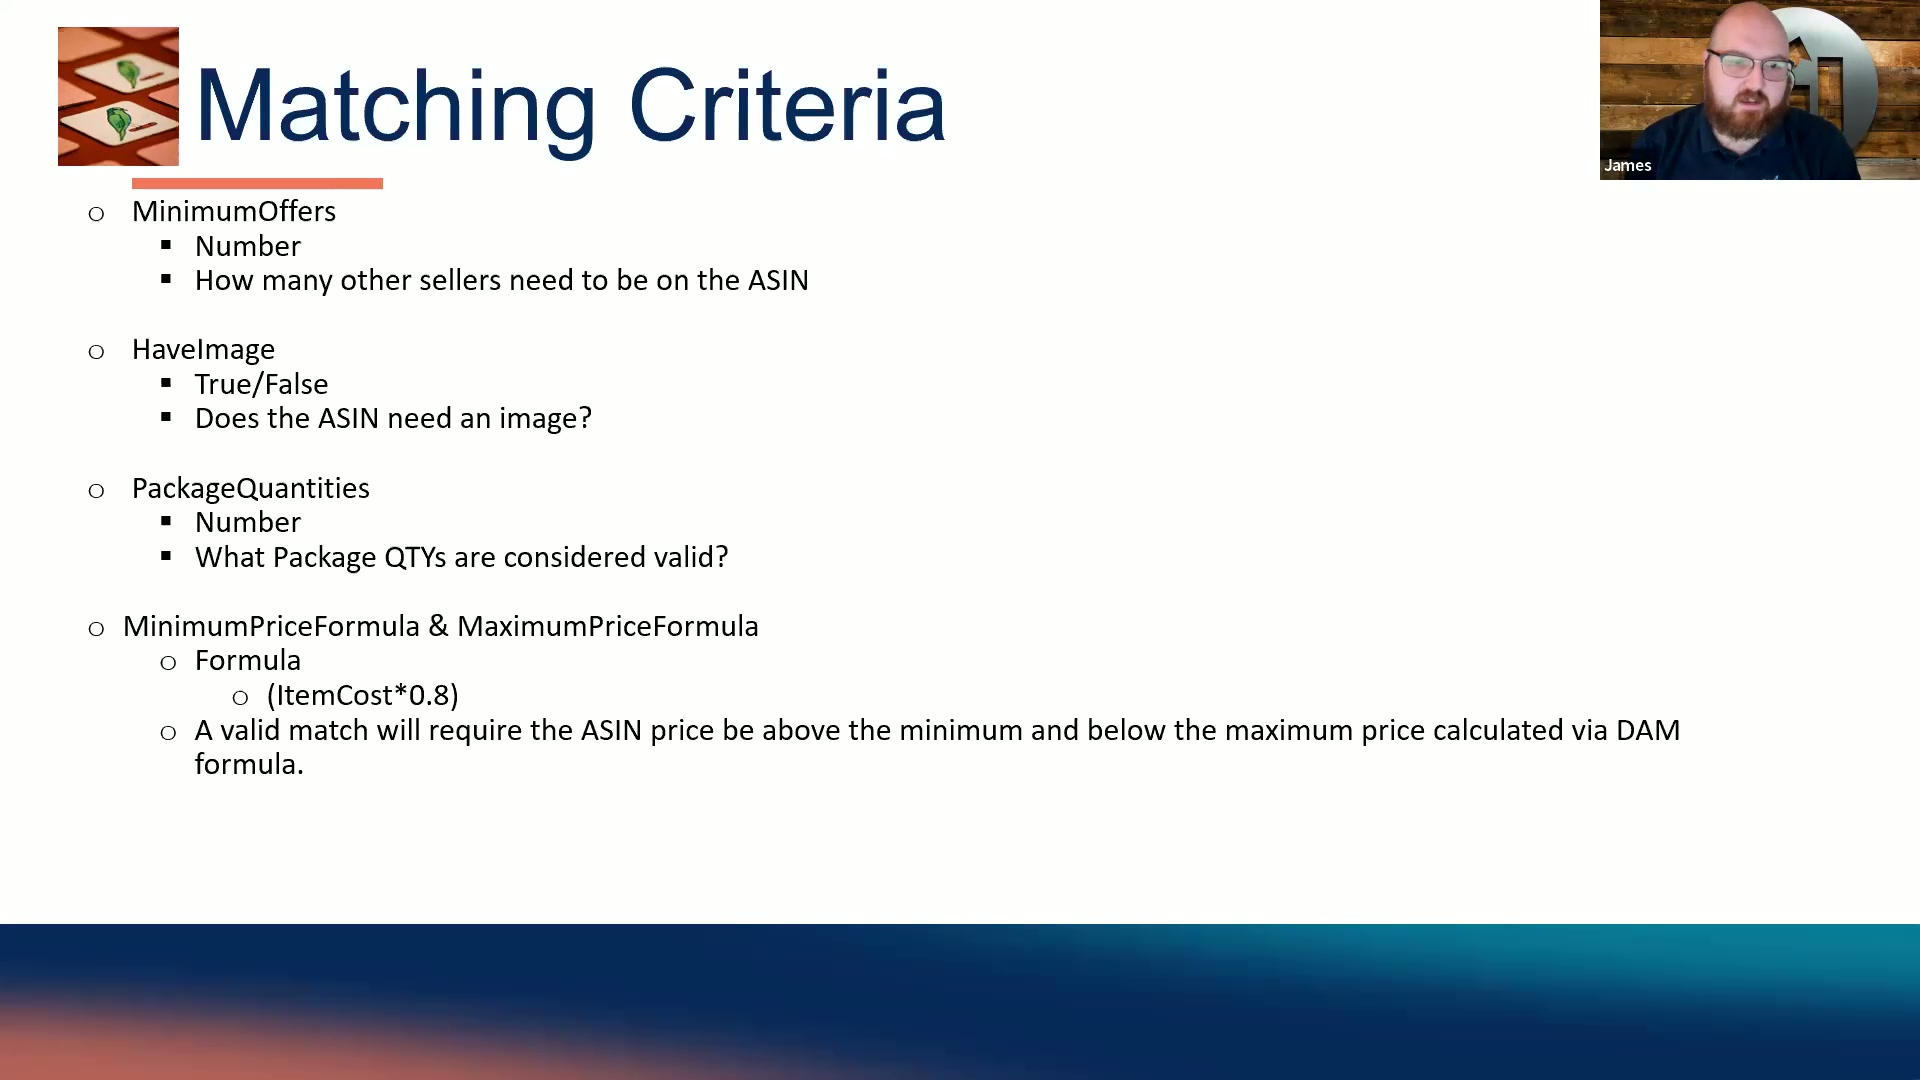 Matching Criteria
James
o MinimumOffers
▪ Number
▪ How many other sellers need to be on the ASIN
o HaveImage
▪ True/False
▪ Does the ASIN need an image?
o PackageQuantities
▪ Number
▪ What Package QTYs are considered valid?
o MinimumPriceFormula & MaximumPriceFormula
o Formula
o (ItemCost*0.8)
o A valid match will require the ASIN price be above the minimum and below the maximum price calculated via DAM
formula.